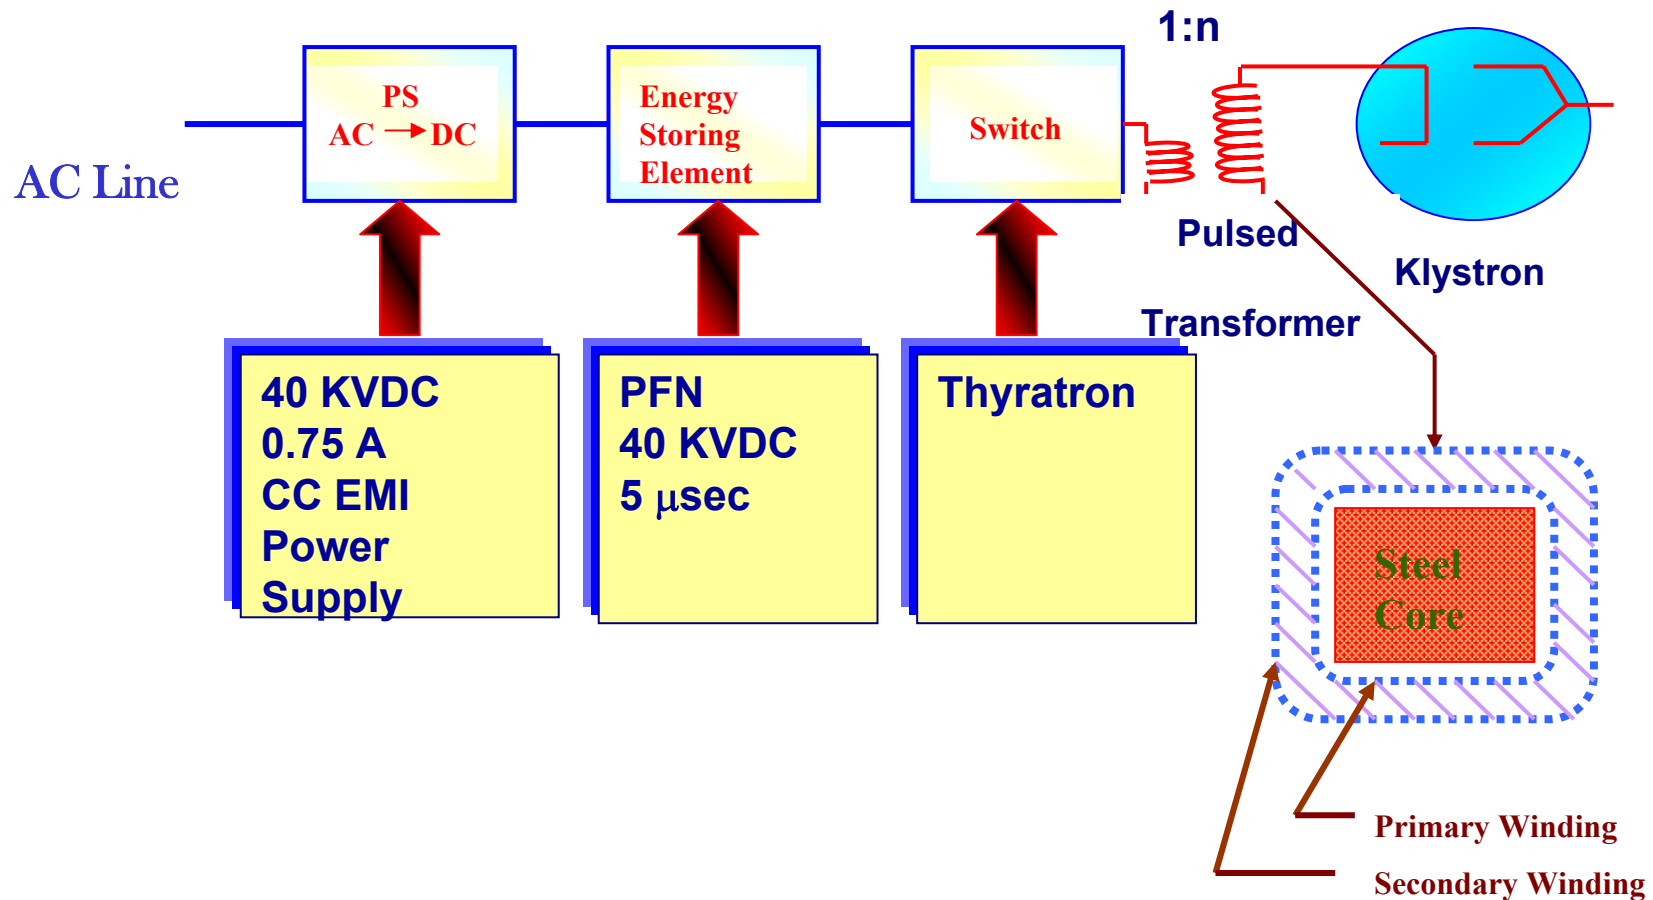 1:n
PS
AC → DC
Energy
Storing
Element
Switch
AC Line
Pulsed
Transformer
Klystron
40 KVDC
0.75 A
CC EMI
Power
Supply
PFN
40 KVDC
5 μsec
Thyratron
Steel
Core
Primary Winding
Secondary Winding